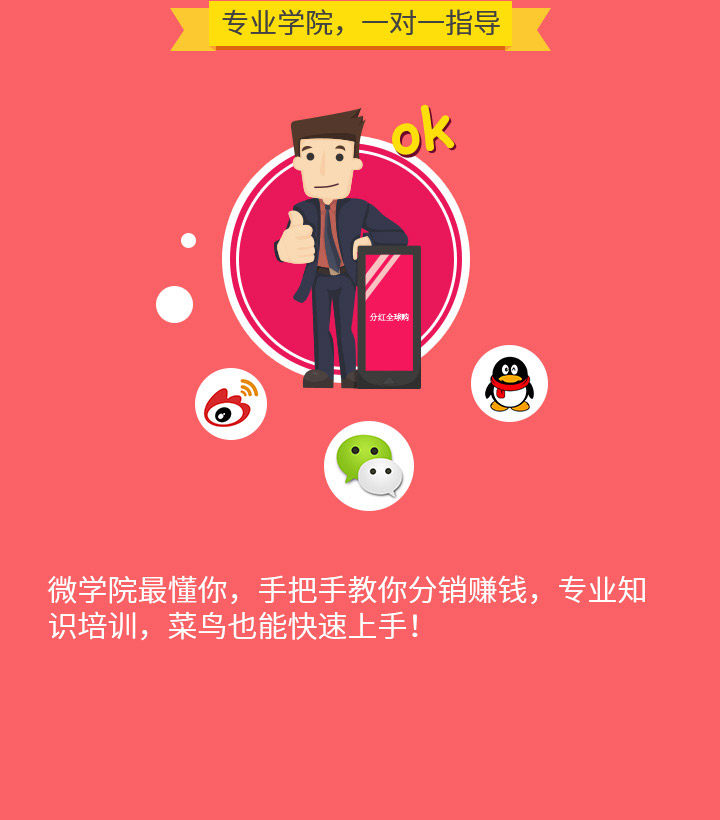 专业学院，一对一指导
ok
分红全球购
微学院最懂你，手把手教你分销赚钱，专业知
识培训，菜鸟也能快速上手！